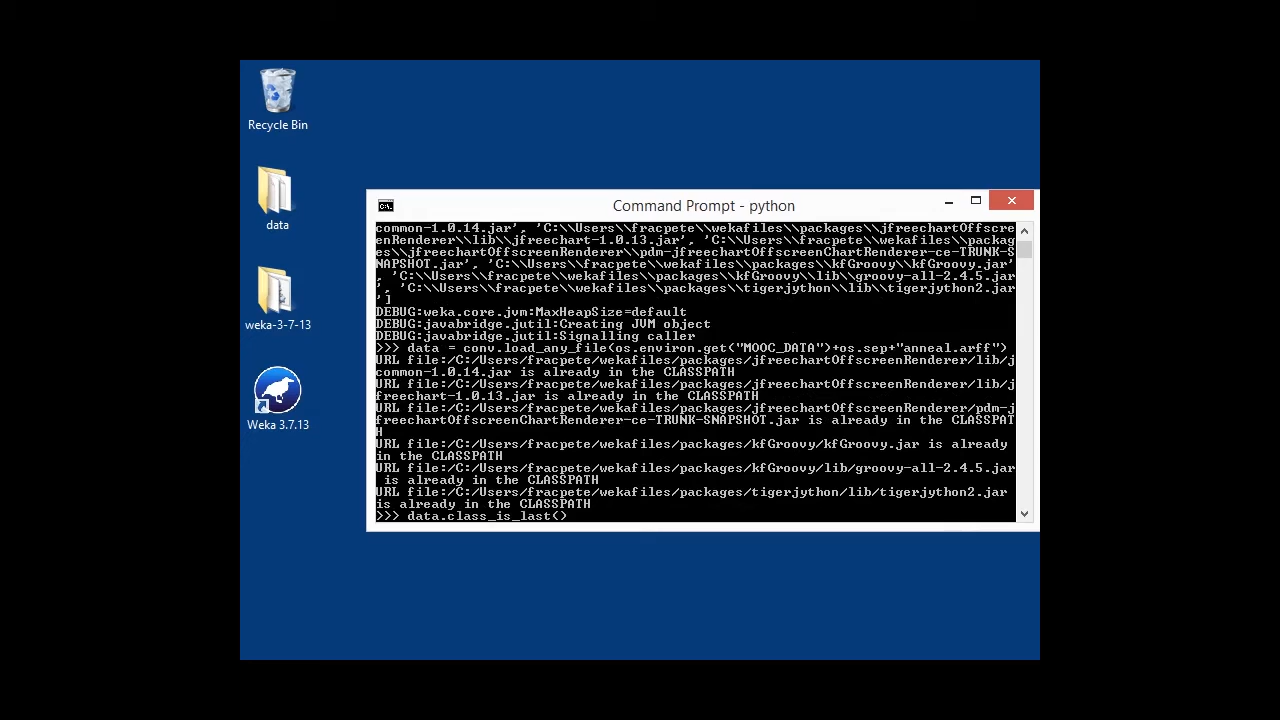 Recycle Bin
data
weka-3-7-13
Weka 3.7.13
C:\.
Command Prompt - python
common-1.0.14.jar', 'C:\\Users\\fracpete\\wekafiles\\packages\\jfreechartOffscre
enRenderer\\lib\\jfreechart-1.0.13.jar', 'C:\\Users\\fracpete\\wekafiles\\packag
es\\jfreechartOffscreenRenderer\\pdm-jfreechartOffscreenChartRenderer-ce-TRUNK-S
NAPSHOT.jar', 'C:\\Users\\fracpete\\wekafiles\\packages\\kfGroovy\\kfGroovy.jar'
, 'C:\\Users\\fracpete\\wekafiles\\packages\\kfGroovy\\lib\\groovy-all-2.4.5.jar
', 'C:\\Users\\fracpete\\wekafiles\\packages\\tigerjython\\lib\\tigerjython2.jar
']
DEBUG:weka.core.jvm:MaxHeapSize=default
DEBUG:javabridge.jutil:Creating JVM object
DEBUG:javabridge.jutil:Signalling caller
>>> data = conv.load_any_file(os.environ.get("MOOC_DATA")+os.sep+"anneal.arff")
URL file:/C:/Users/fracpete/wekafiles/packages/jfreechartOffscreenRenderer/lib/j
common-1.0.14.jar is already in the CLASSPATH
URL file:/C:/Users/fracpete/wekafiles/packages/jfreechartOffscreenRenderer/lib/j
freechart-1.0.13.jar is already in the CLASSPATH
URL file:/C:/Users/fracpete/wekafiles/packages/jfreechartOffscreenRenderer/pdm-j
freechartOffscreenChartRenderer-ce-TRUNK-SNAPSHOT.jar is already in the CLASSPAT
H
URL file:/C:/Users/fracpete/wekafiles/packages/kfGroovy/kfGroovy.jar is already
in the CLASSPATH
URL file:/C:/Users/fracpete/wekafiles/packages/kfGroovy/lib/groovy-all-2.4.5.jar
is already in the CLASSPATH
URL file:/C:/Users/fracpete/wekafiles/packages/tigerjython/lib/tigerjython2.jar
is already in the CLASSPATH
>>> data.class_is_last()